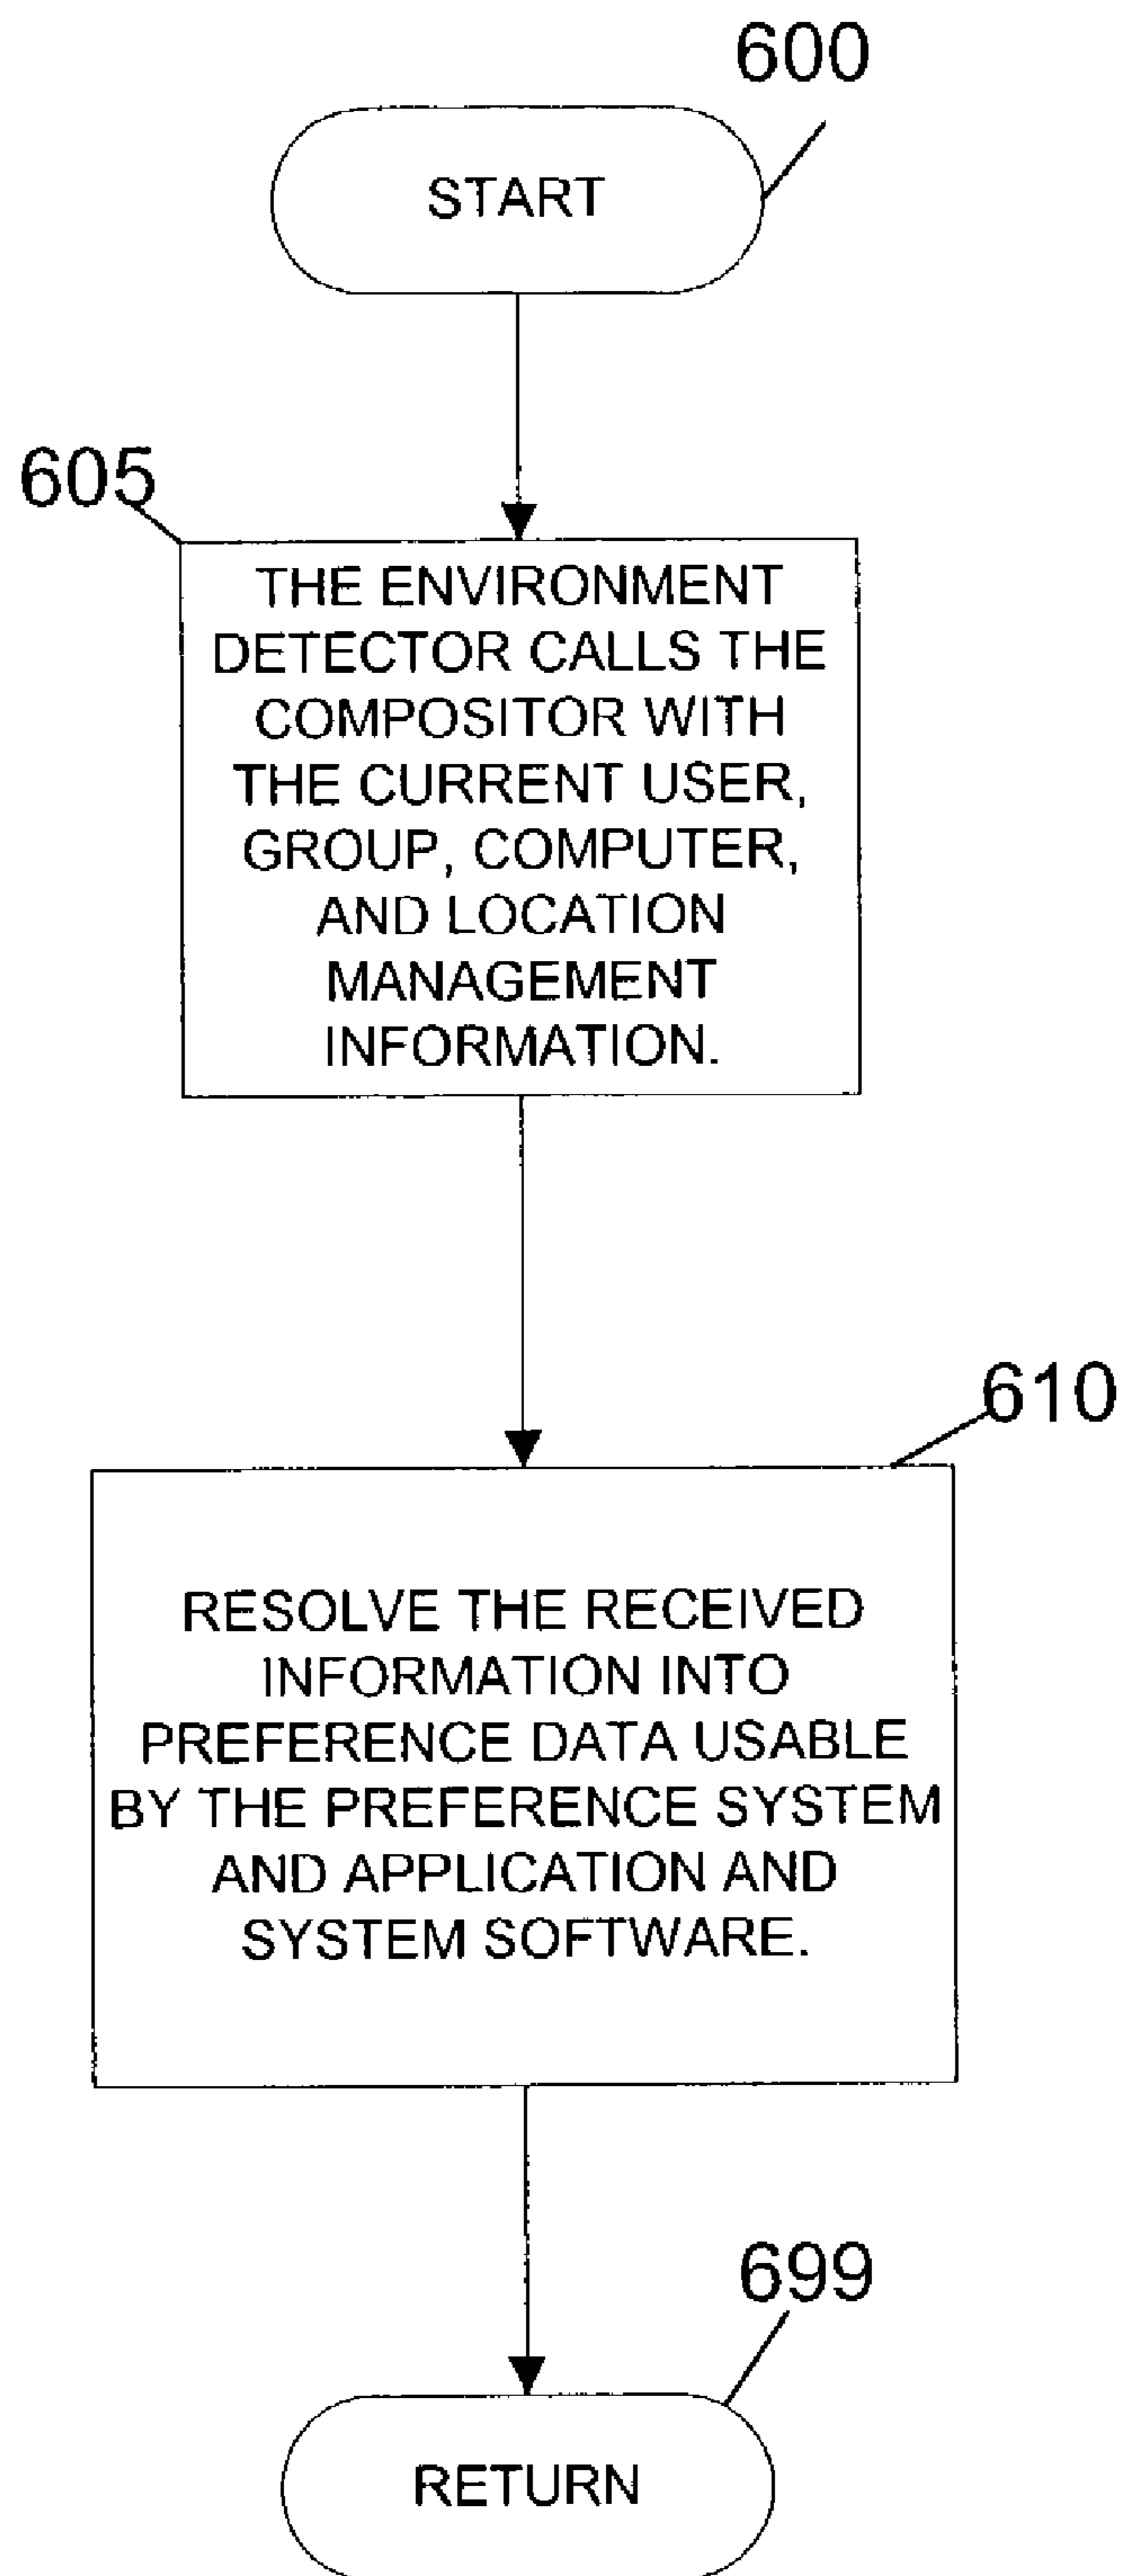 600
START
605
THE ENVIRONMENT
DETECTOR CALLS THE
COMPOSITOR WITH
THE CURRENT USER,
GROUP, COMPUTER,
AND LOCATION
MANAGEMENT
INFORMATION.
610
RESOLVE THE RECEIVED
INFORMATION INTO
PREFERENCE DATA USABLE
BY THE PREFERENCE SYSTEM
AND APPLICATION AND
SYSTEM SOFTWARE.
699
RETURN